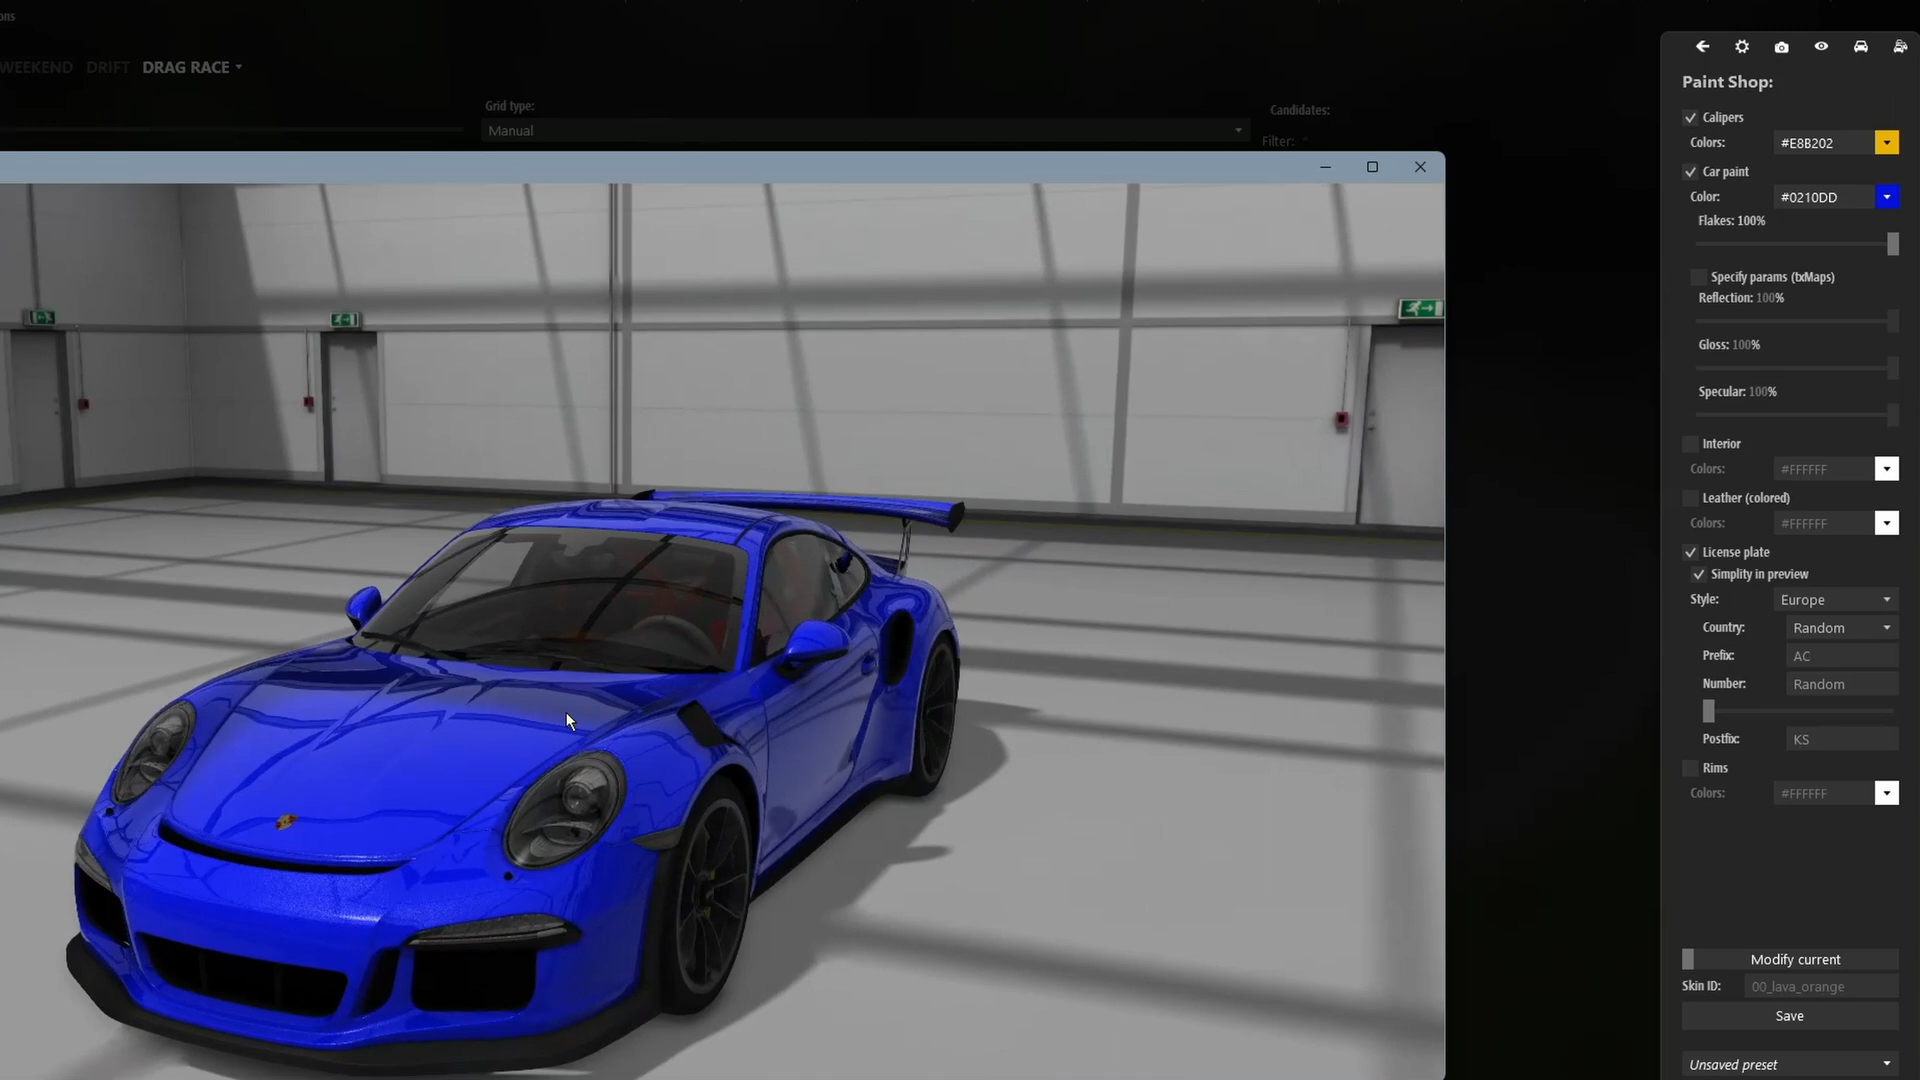 ons
WEEKEND DRIFT DRAG RACE
Grid type:
Manual
Candidates:
Filter:
Paint Shop:
Calipers
Colors: #E8B202
Car paint
Color: #0210DD
Flakes: 100%
Specify params (txMaps)
Reflection: 100%
Gloss: 100%
Specular: 100%
Interior
Colors: #FFFFFF
Leather (colored)
Colors: #FFFFFF
License plate
Simplity in preview
Style: Europe
Country: Random
Prefix: AC
Number: Random
Postfix: KS
Rims
Colors: #FFFFFF
Modify current
Skin ID: 00_lava_orange
Save
Unsaved preset